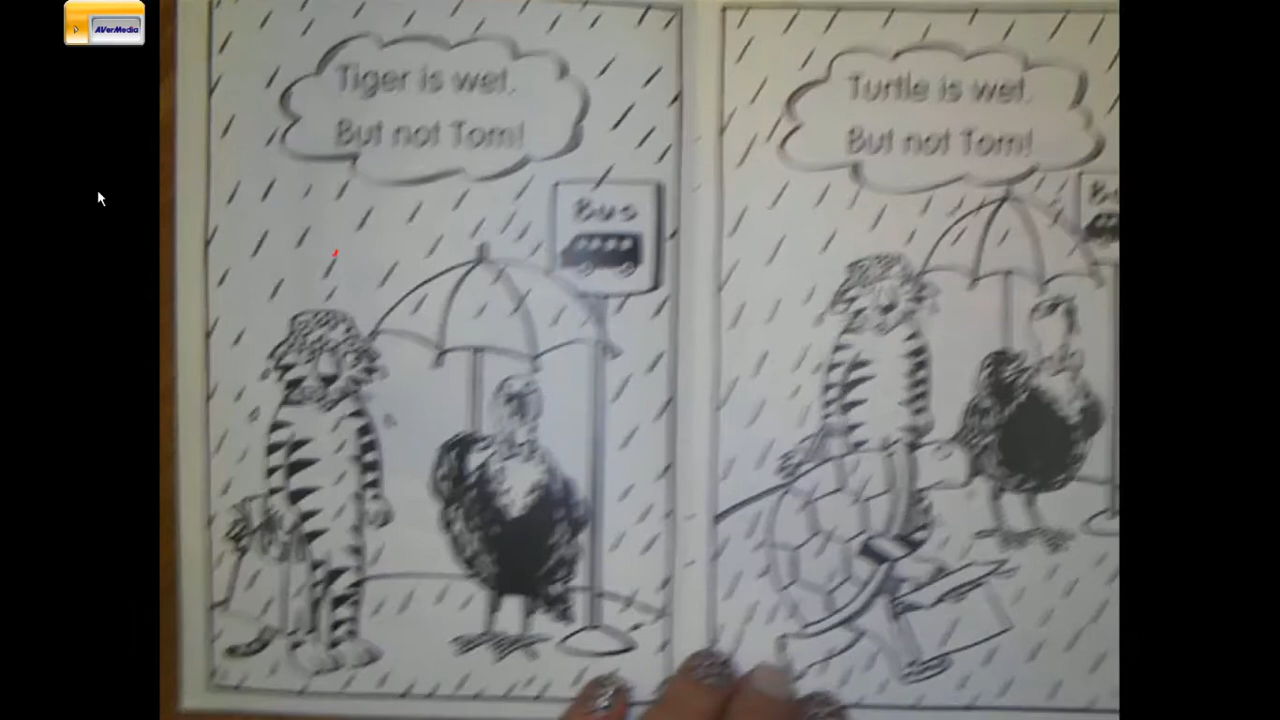 AVerMedia
Tiger is wet.
But not Tom!
Bus
Turtle is wet.
But not Tom!